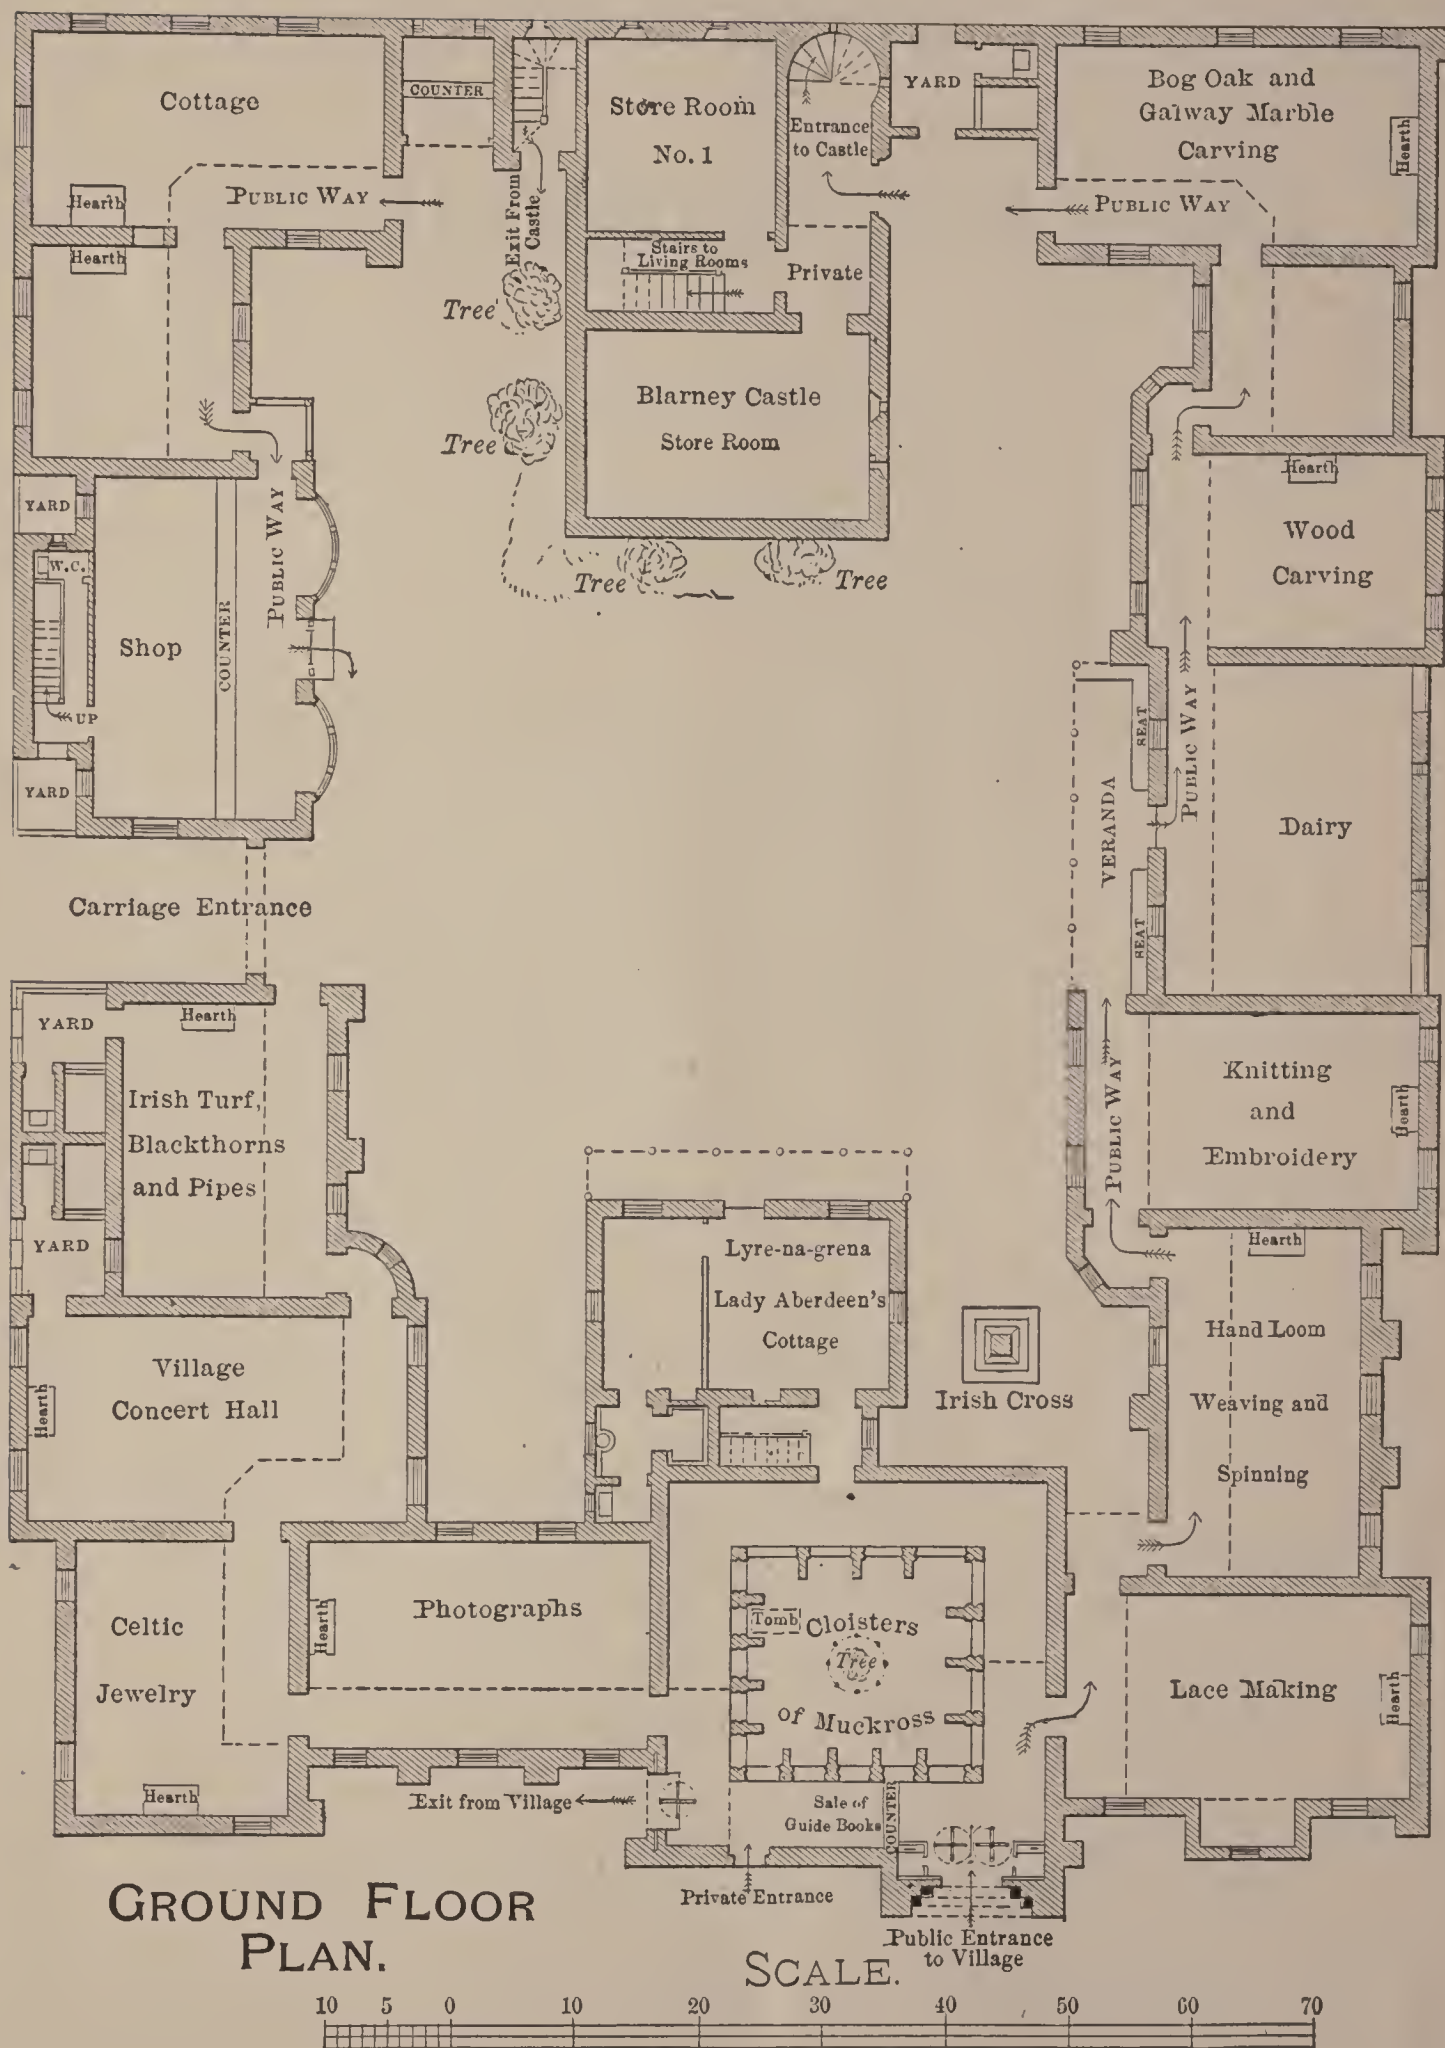 Cottage
COUNTER
Hearth
PUBLIC WAY
Hearth
Exit From
Castle
Store Room
No. 1
Stairs to
Living Rooms
Entrance
to Castle
Private
YARD
Bog Oak and
Galway Marble
Carving
Hearth
PUBLIC WAY
Tree
Tree
Blarney Castle
Store Room
Tree
Tree
YARD
W.C.
UP
YARD
Shop
COUNTER
PUBLIC WAY
Hearth
Wood
Carving
PUBLIC WAY
SEAT
VERANDA
SEAT
Dairy
Carriage Entrance
YARD
Hearth
Irish Turf,
Blackthorns
and Pipes
YARD
PUBLIC WAY
Knitting
and
Embroidery
Hearth
Hearth
Hand Loom
Weaving and
Spinning
Lyre-na-grena
Lady Aberdeen's
Cottage
Irish Cross
Village
Concert Hall
Hearth
Celtic
Jewelry
Hearth
Hearth
Photographs
Tomb
Cloisters
Tree
of Muckross
Lace Making
Hearth
Exit from Village
Sale of
Guide Books
COUNTER
Private Entrance
Public Entrance
to Village
GROUND FLOOR
PLAN.
SCALE.
10 5 0 10 20 30 40 50 60 70